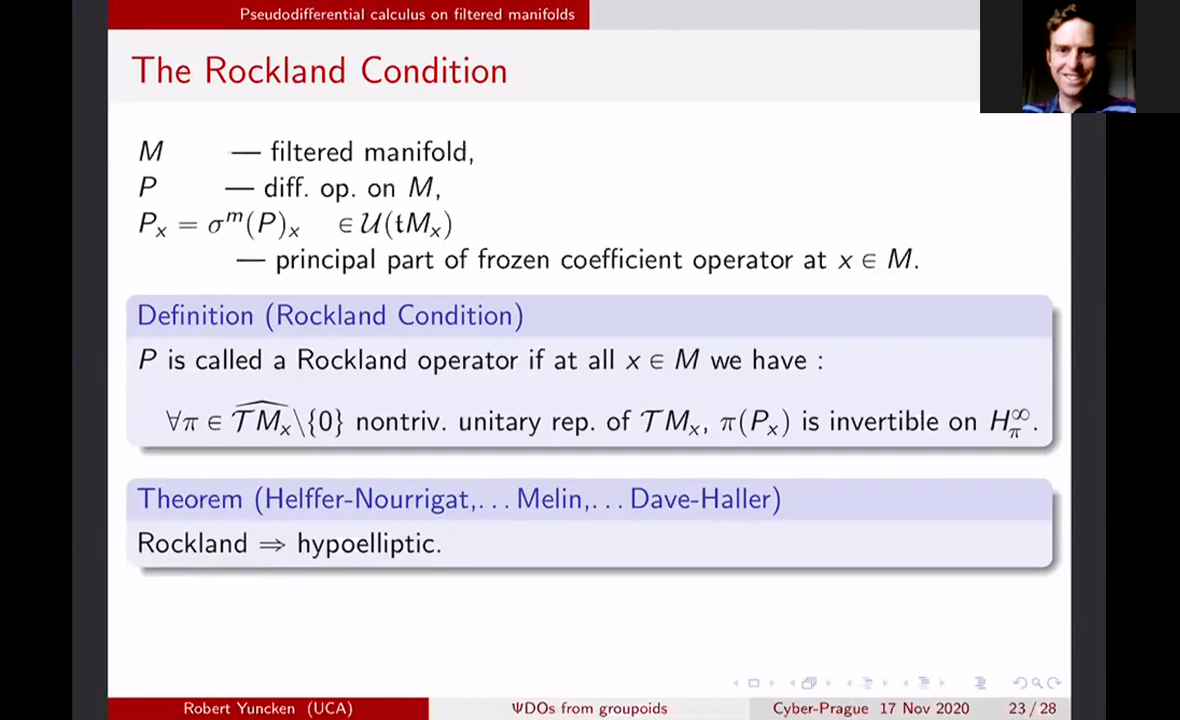 Pseudodifferential calculus on filtered manifolds
The Rockland Condition
M — filtered manifold,
P — diff. op. on M,
Pₓ = σᵐ(P)ₓ ∈ 𝒰(𝔱Mₓ)
— principal part of frozen coefficient operator at x ∈ M.
Definition (Rockland Condition)
P is called a Rockland operator if at all x ∈ M we have :
∀π ∈ \widehat{𝒯Mₓ}\{0} nontriv. unitary rep. of 𝒯Mₓ, π(Pₓ) is invertible on H_π^∞.
Theorem (Helffer-Nourrigat,... Melin,... Dave-Haller)
Rockland ⇒ hypoelliptic.
Robert Yuncken (UCA) ΨDOs from groupoids Cyber-Prague 17 Nov 2020 23 / 28